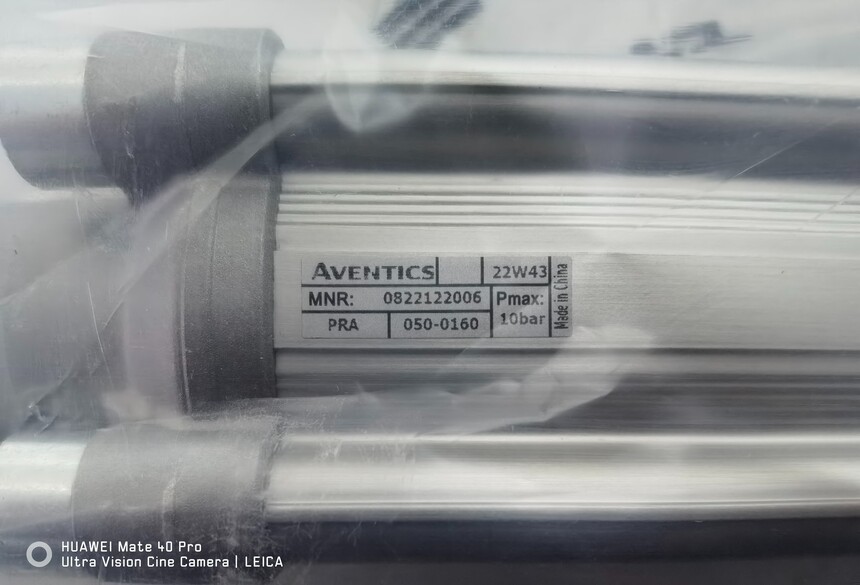 AVENTICS 22W43
MNR: 0822122006 Pmax:
PRA 050-0160 10bar
Made in China
HUAWEI Mate 40 Pro
Ultra Vision Cine Camera | LEICA